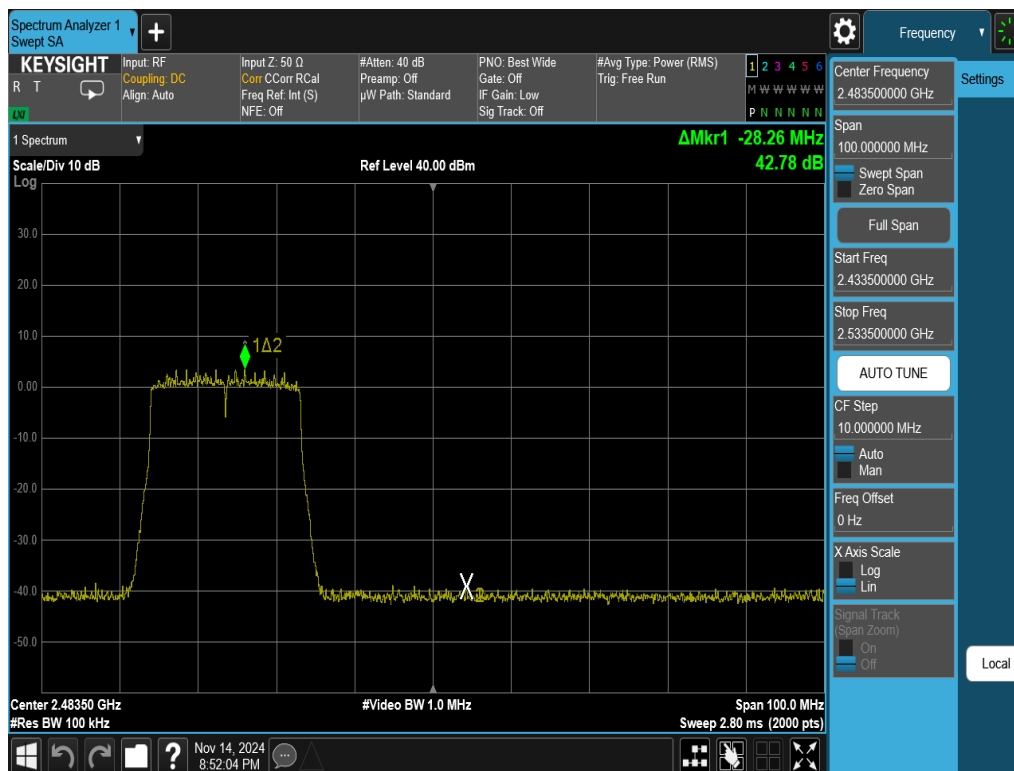 Spectrum Analyzer 1
Swept SA
Frequency
KEYSIGHT
R T
LXI
Input: RF
Coupling: DC
Align: Auto
Input Z: 50 Ω
Corr CCorr RCal
Freq Ref: Int (S)
NFE: Off
#Atten: 40 dB
Preamp: Off
µW Path: Standard
PNO: Best Wide
Gate: Off
IF Gain: Low
Sig Track: Off
#Avg Type: Power (RMS)
Trig: Free Run
1 2 3 4 5 6
M W W W W W
P N N N N N
1 Spectrum
Scale/Div 10 dB
Ref Level 40.00 dBm
ΔMkr1 -28.26 MHz
42.78 dB
Log
30.0
20.0
10.0
0.00
-10.0
-20.0
-30.0
-40.0
-50.0
1Δ2
X2
Center 2.48350 GHz
#Res BW 100 kHz
#Video BW 1.0 MHz
Span 100.0 MHz
Sweep 2.80 ms (2000 pts)
Center Frequency
2.483500000 GHz
Span
100.000000 MHz
Swept Span
Zero Span
Full Span
Start Freq
2.433500000 GHz
Stop Freq
2.533500000 GHz
AUTO TUNE
CF Step
10.000000 MHz
Auto
Man
Freq Offset
0 Hz
X Axis Scale
Log
Lin
Signal Track
(Span Zoom)
On
Off
Settings
Local
?
Nov 14, 2024
8:52:04 PM